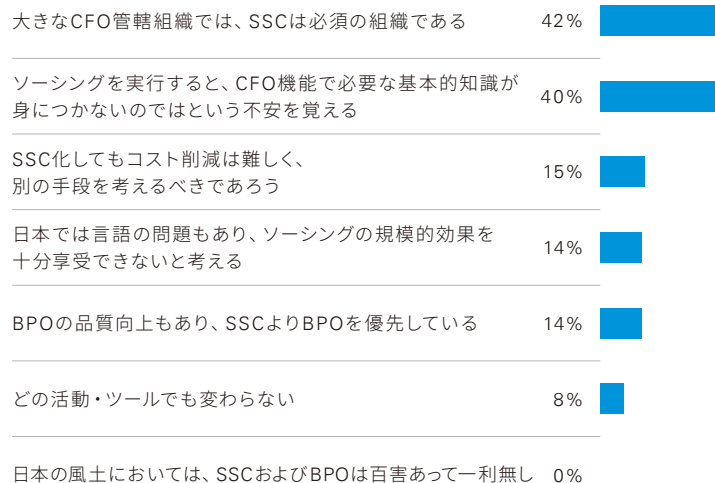 大きなCFO管轄組織では、SSCは必須の組織である 42%
ソーシングを実行すると、CFO機能で必要な基本的知識が
身につかないのではという不安を覚える 40%
SSC化してもコスト削減は難しく、
別の手段を考えるべきであろう 15%
日本では言語の問題もあり、ソーシングの規模的効果を
十分享受できないと考える 14%
BPOの品質向上もあり、SSCよりBPOを優先している 14%
どの活動・ツールでも変わらない 8%
日本の風土においては、SSCおよびBPOは百害あって一利無し 0%